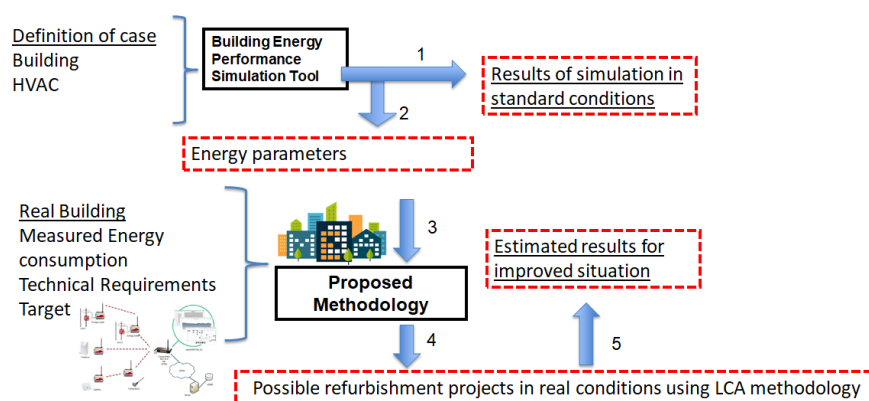 Definition of case
Building
HVAC
Building Energy
Performance
Simulation Tool
1
2
Results of simulation in
standard conditions
Energy parameters
Real Building
Measured Energy
consumption
Technical Requirements
Target
3
Proposed
Methodology
4
Estimated results for
improved situation
5
Possible refurbishment projects in real conditions using LCA methodology